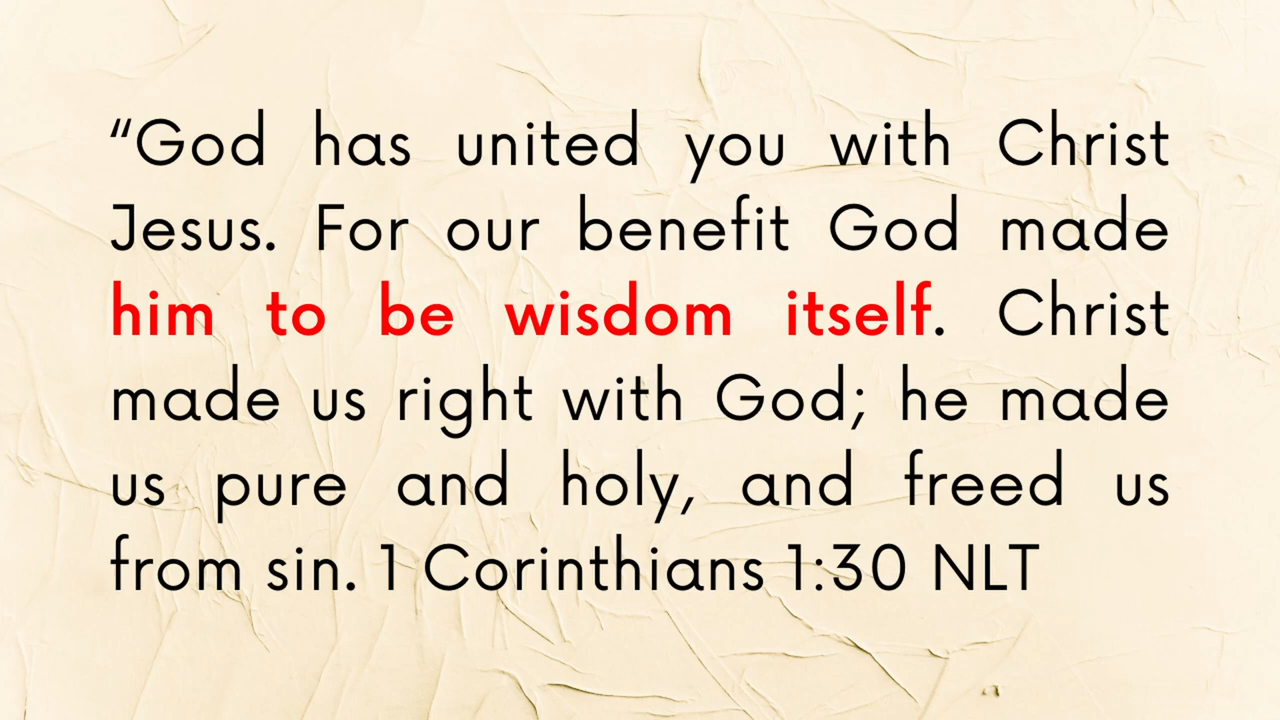 “God has united you with Christ
Jesus. For our benefit God made
him to be wisdom itself. Christ
made us right with God; he made
us pure and holy, and freed us
from sin. 1 Corinthians 1:30 NLT